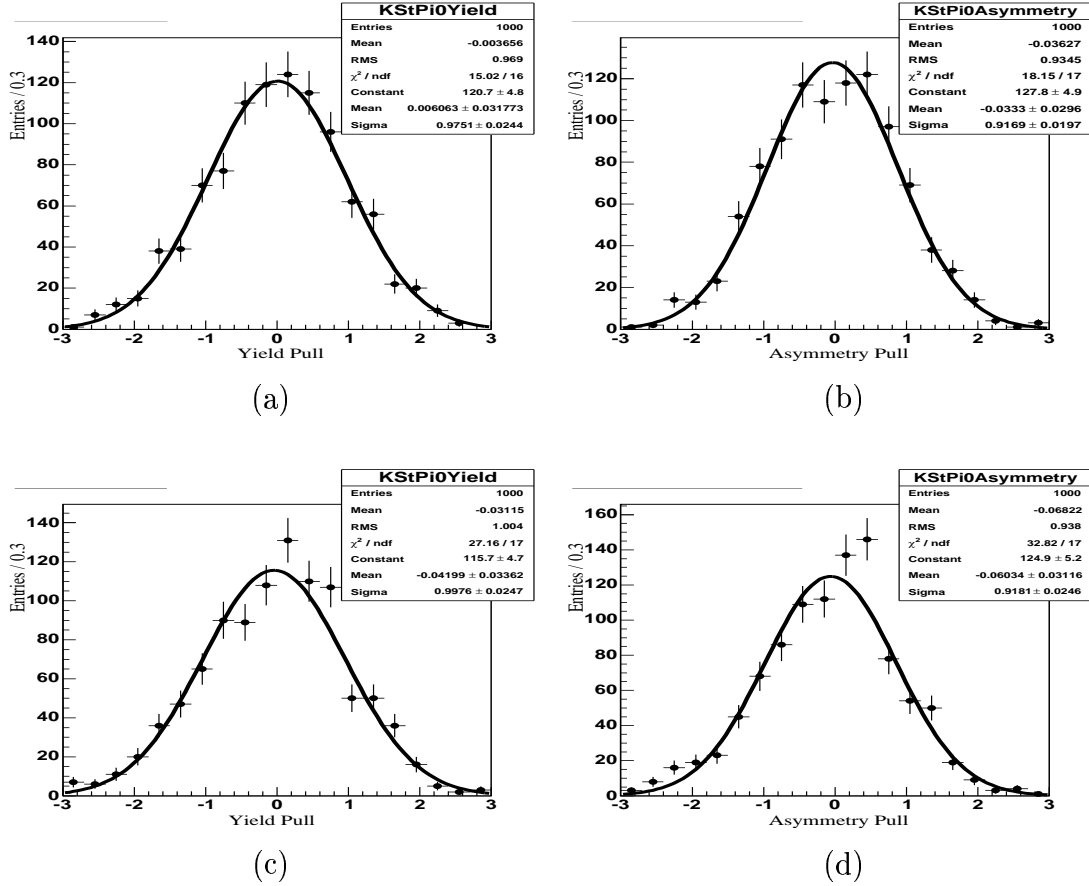 KStPi0Yield
Entries 1000
Mean -0.003656
RMS 0.969
χ² / ndf 15.02 / 16
Constant 120.7 ± 4.8
Mean 0.006063 ± 0.031773
Sigma 0.9751 ± 0.0244
Entries / 0.3
140
120
100
80
60
40
20
0
-3 -2 -1 0 1 2 3
Yield Pull
(a)
KStPi0Asymmetry
Entries 1000
Mean -0.03627
RMS 0.9345
χ² / ndf 18.15 / 17
Constant 127.8 ± 4.9
Mean -0.0333 ± 0.0296
Sigma 0.9169 ± 0.0197
Entries / 0.3
120
100
80
60
40
20
0
-3 -2 -1 0 1 2 3
Asymmetry Pull
(b)
KStPi0Yield
Entries 1000
Mean -0.03115
RMS 1.004
χ² / ndf 27.16 / 17
Constant 115.7 ± 4.7
Mean -0.04199 ± 0.03362
Sigma 0.9976 ± 0.0247
Entries / 0.3
140
120
100
80
60
40
20
0
-3 -2 -1 0 1 2 3
Yield Pull
(c)
KStPi0Asymmetry
Entries 1000
Mean -0.06822
RMS 0.938
χ² / ndf 32.82 / 17
Constant 124.9 ± 5.2
Mean -0.06034 ± 0.03116
Sigma 0.9181 ± 0.0246
Entries / 0.3
160
140
120
100
80
60
40
20
0
-3 -2 -1 0 1 2 3
Asymmetry Pull
(d)